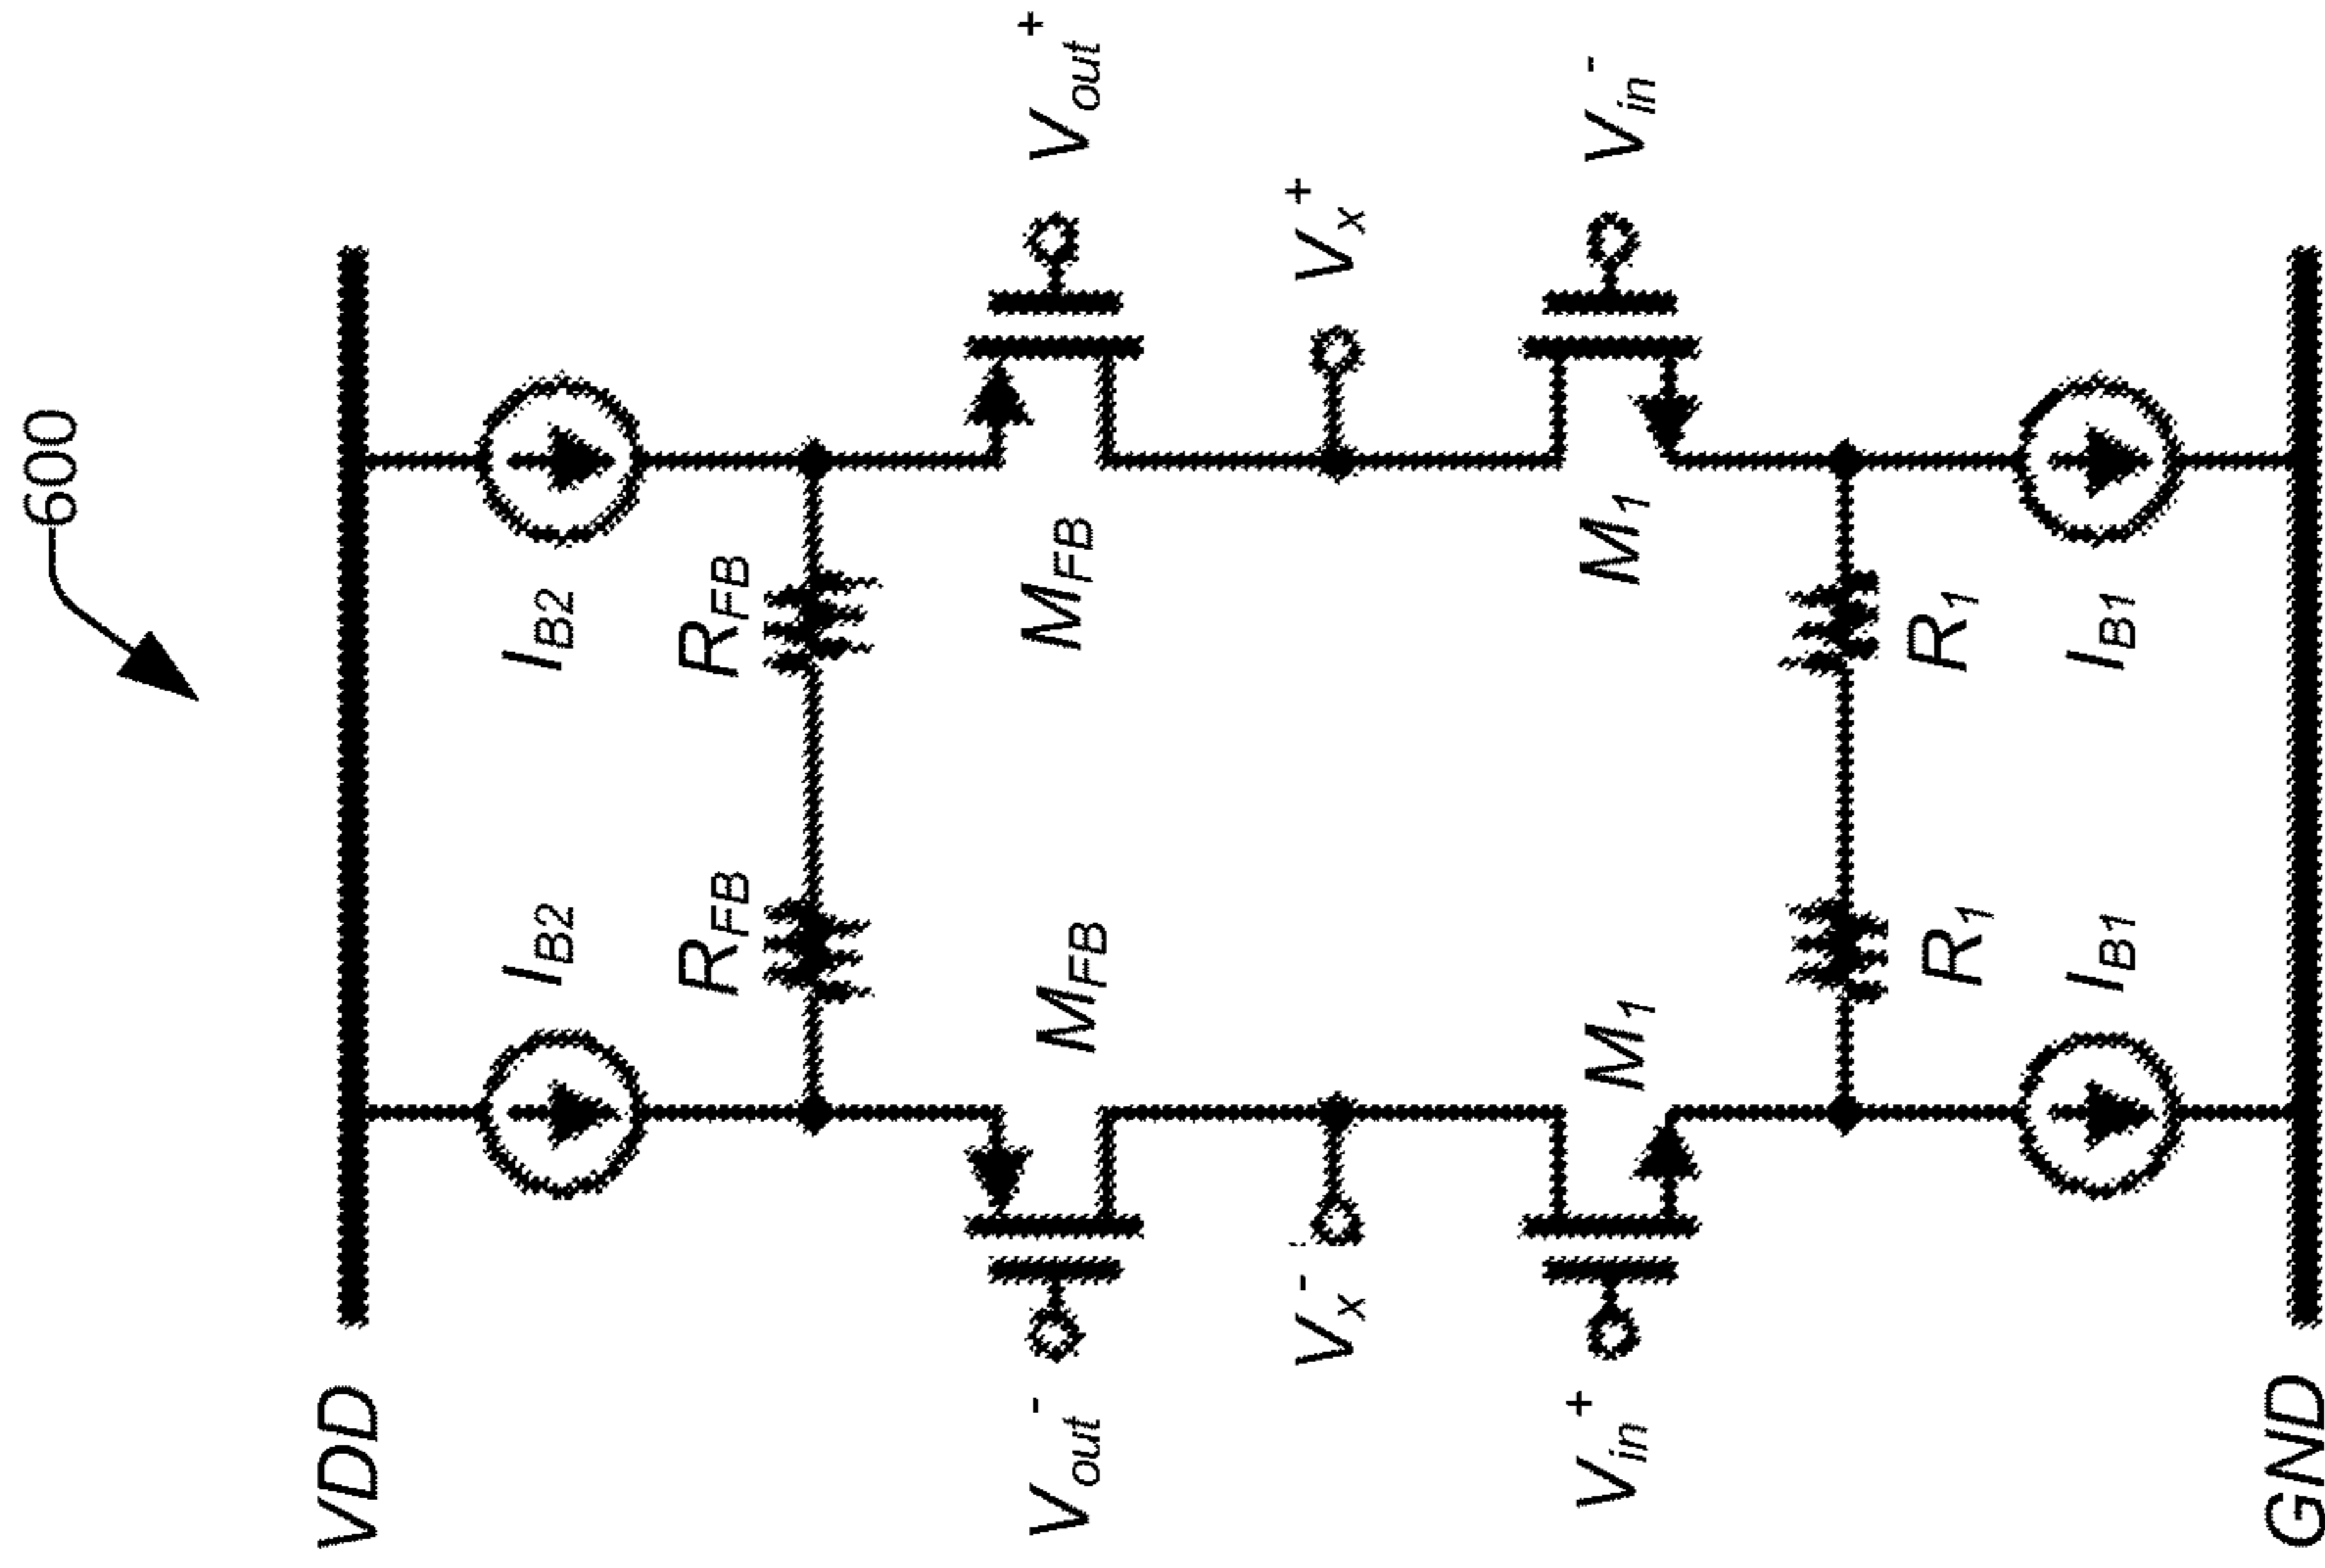 600
VDD
I_B2 I_B2
R_FB R_FB
V_out^- M_FB M_FB V_out^+
V_x^- V_x^+
V_in^+ M_1 M_1 V_in^-
R_1 R_1
I_B1 I_B1
GND